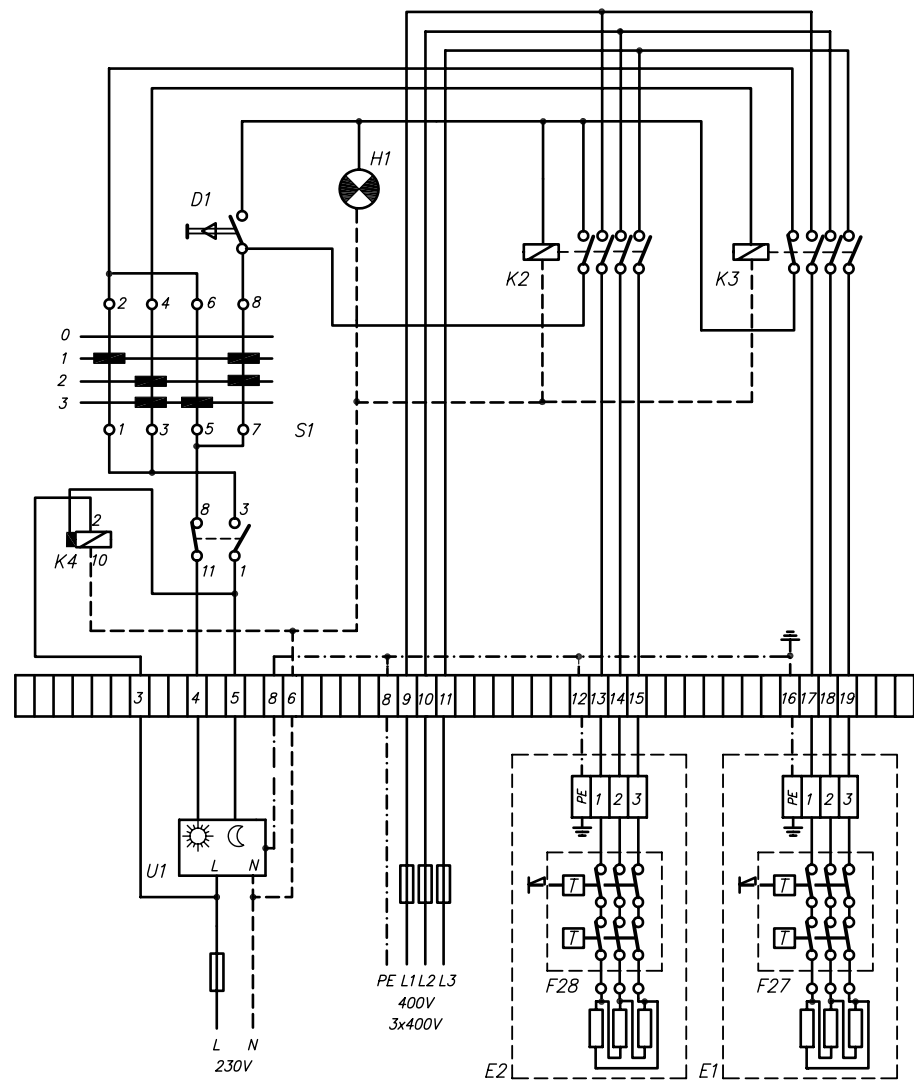 H1
D1
K2
K3
2 4 6 8
0
1
2
3
1 3 5 7
S1
8 3
2
K4 10
11 1
3 4 5 8 6 8 9 10 11 12 13 14 15 16 17 18 19
PE 1 2 3
PE 1 2 3
L N
U1
T
T
T
T
PE L1 L2 L3
400V
3x400V
F28
F27
L N
230V
E2
E1